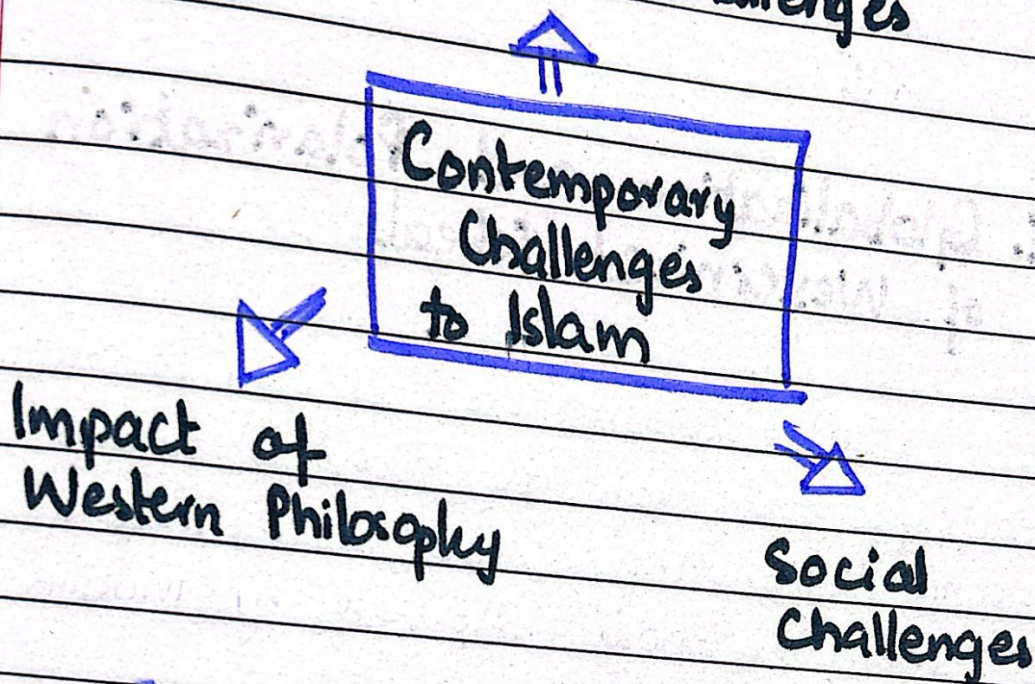 Contemporary
Challenges
to Islam
Impact of
Western Philosophy
Social
Challenges